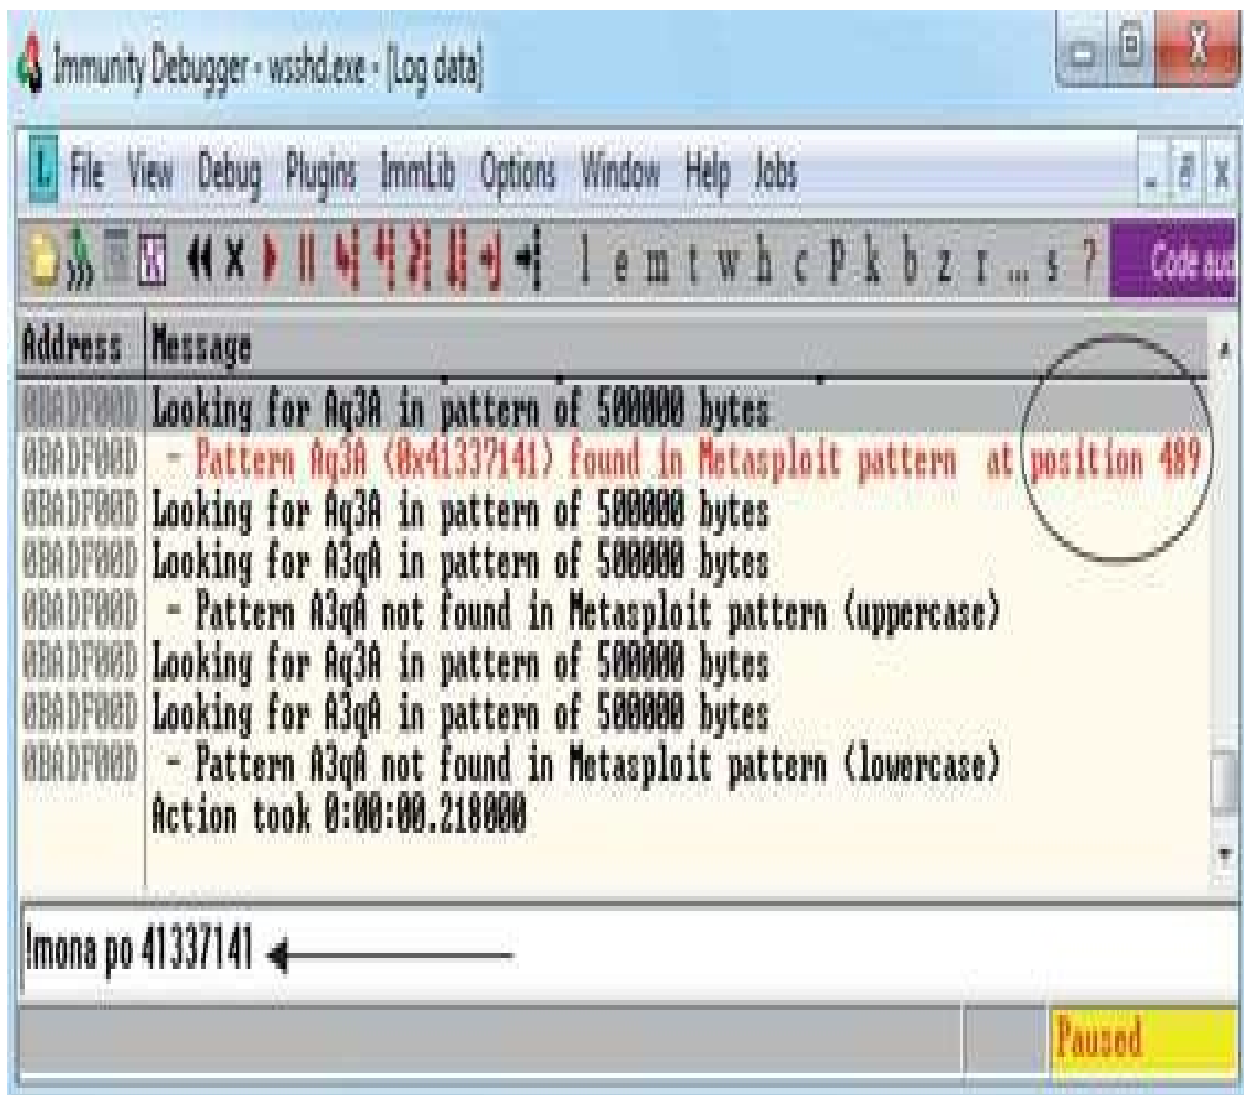 Immunity Debugger - wsshd.exe - [Log data]
L File View Debug Plugins ImmLib Options Window Help Jobs
l e m t w h c P k b z r ... s ? Code aud
Address Message
0BADF00D Looking for Aq3A in pattern of 500000 bytes
0BADF00D - Pattern Aq3A (0x41337141) found in Metasploit pattern at position 489
0BADF00D Looking for Aq3A in pattern of 500000 bytes
0BADF00D Looking for A3qA in pattern of 500000 bytes
0BADF00D - Pattern A3qA not found in Metasploit pattern (uppercase)
0BADF00D Looking for Aq3A in pattern of 500000 bytes
0BADF00D Looking for A3qA in pattern of 500000 bytes
0BADF00D - Pattern A3qA not found in Metasploit pattern (lowercase)
Action took 0:00:00.218000
!mona po 41337141
Paused